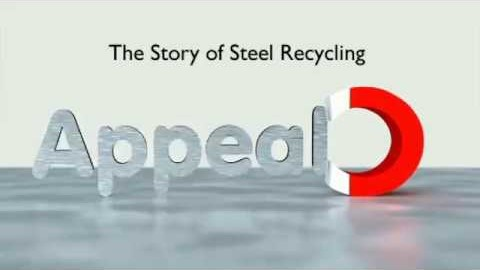 The Story of Steel Recycling
Appeal